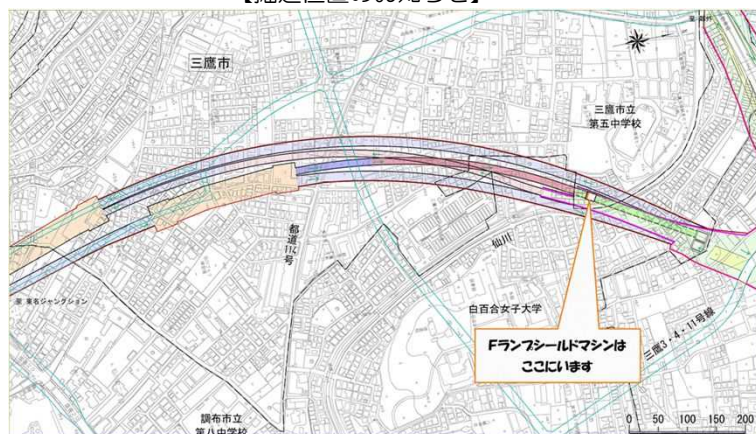 【掘進位置のお知らせ】
三鷹市
三鷹市立
第五中学校
都道114号
仙川
至 東名ジャンクション
白百合女子大学
三鷹3・4・11号線
Fランプシールドマシンは
ここにいます
調布市立
第八中学校
0 50 100 150 200